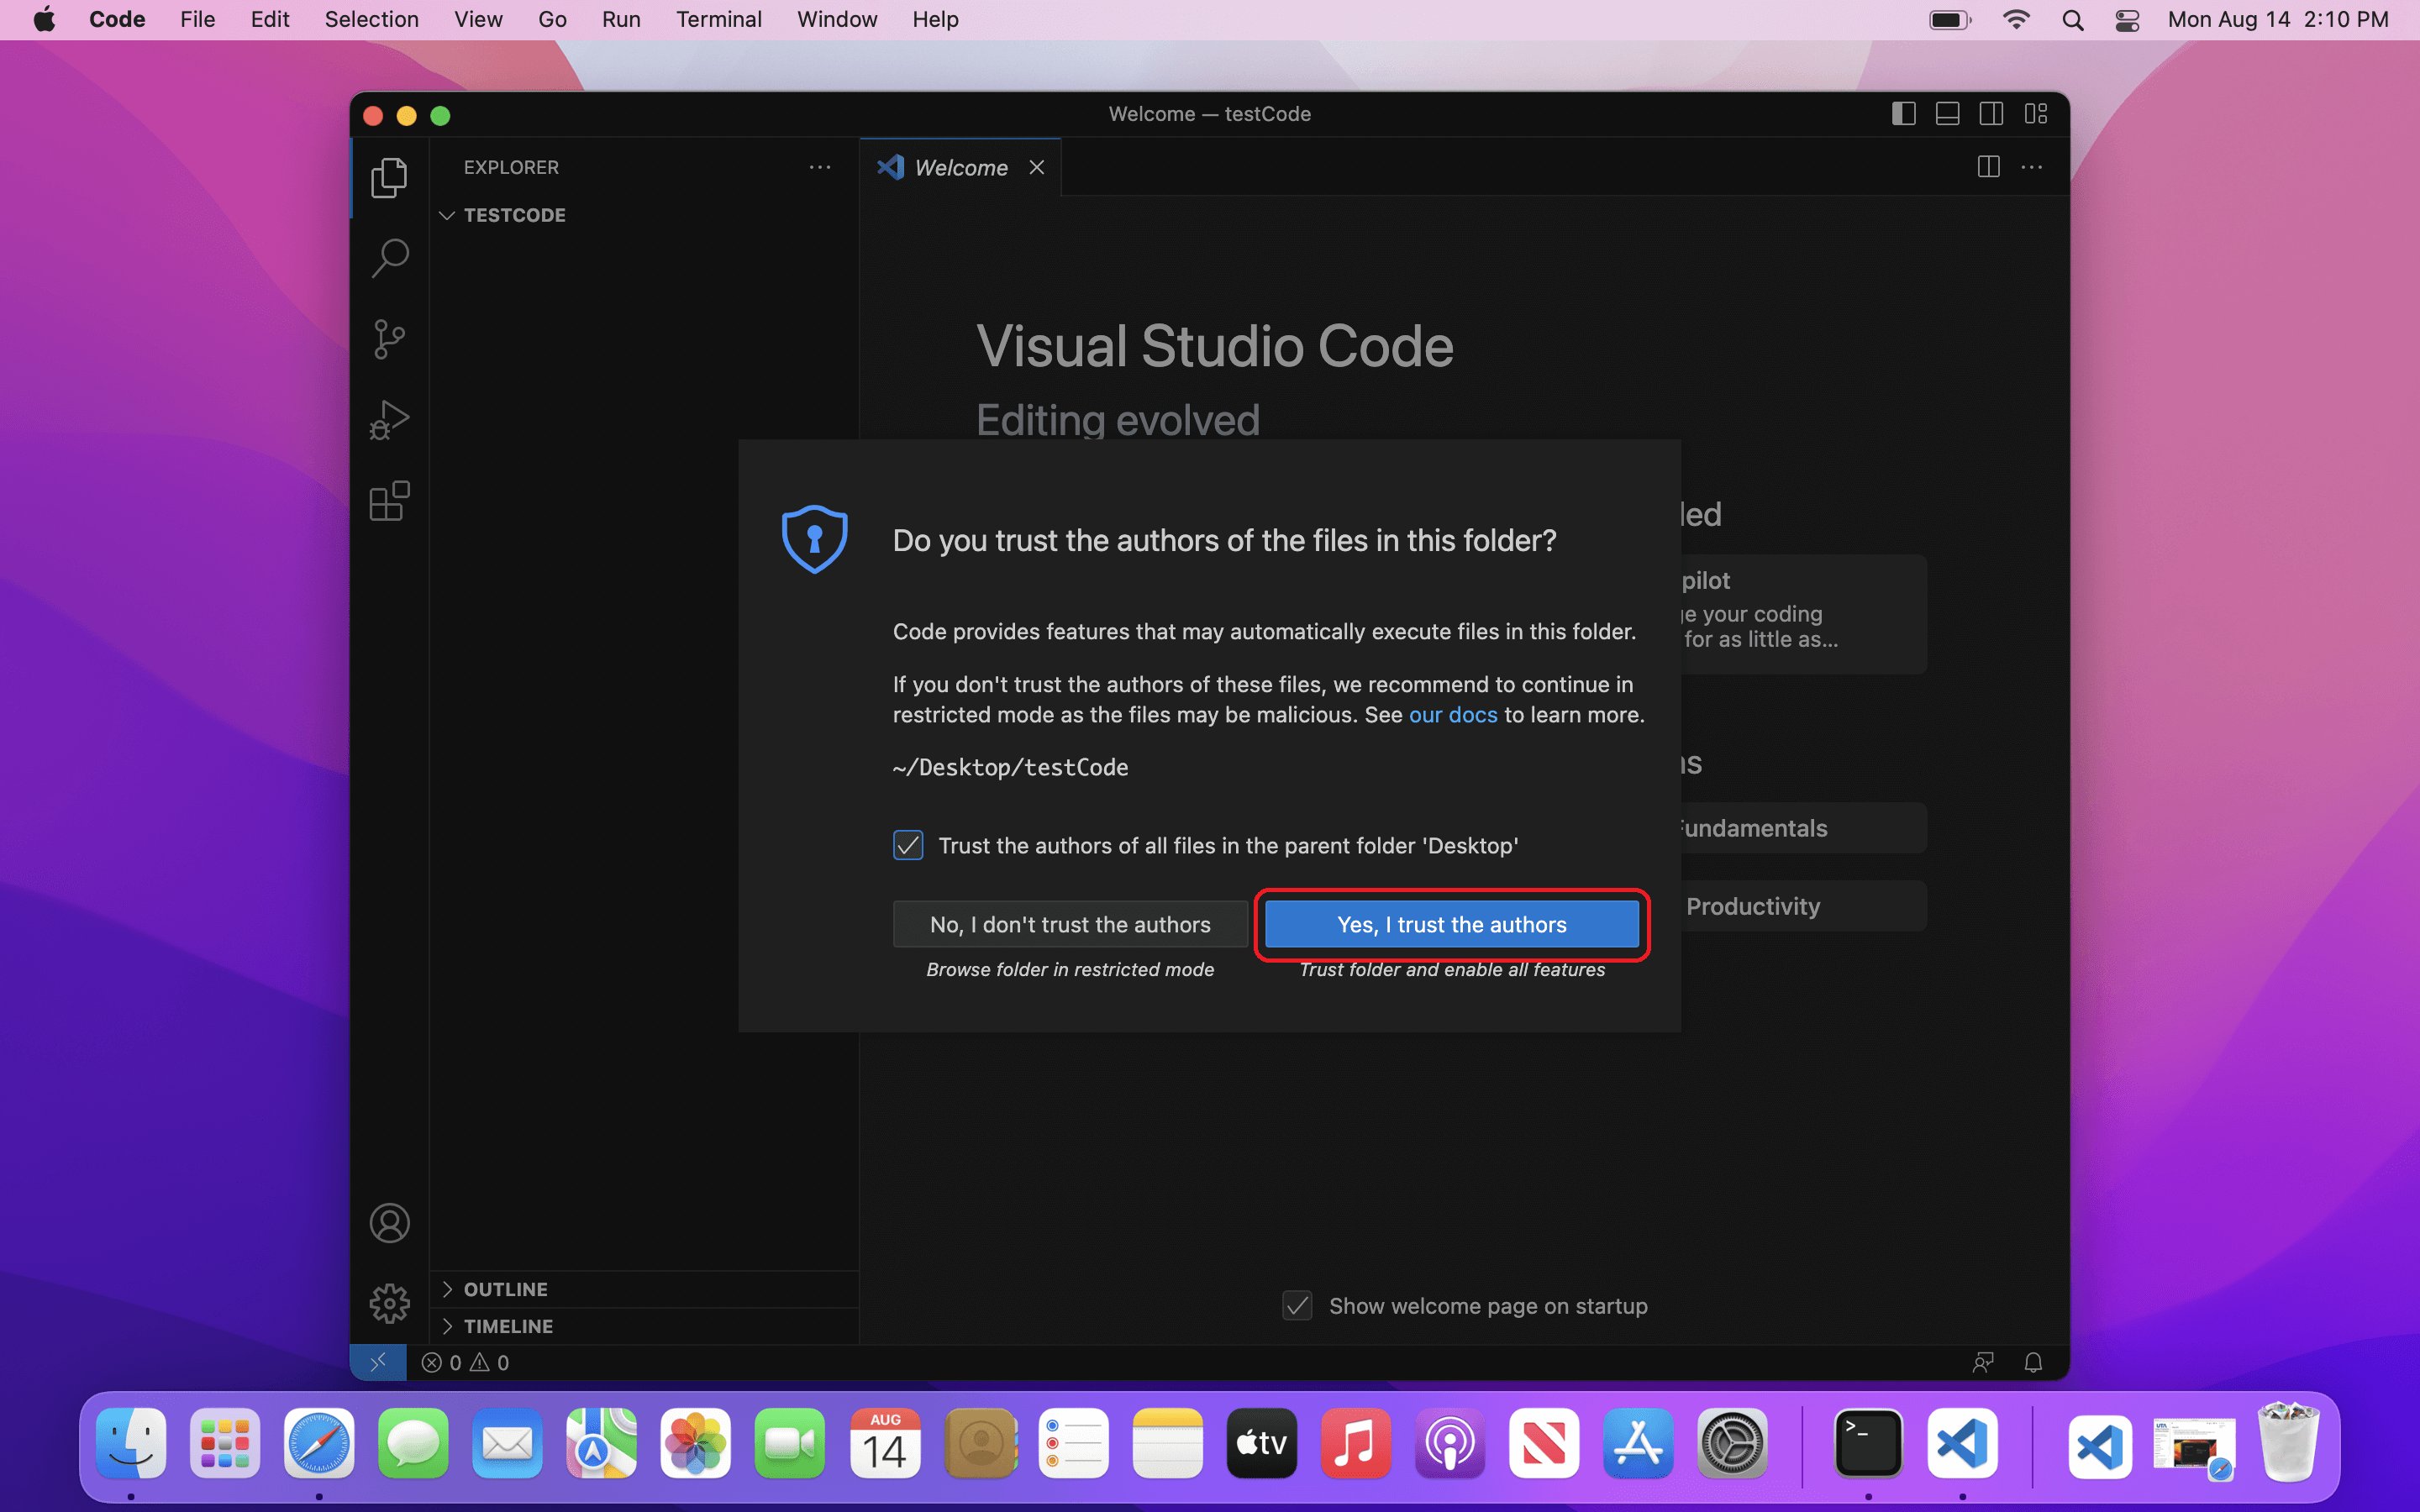 Code File Edit Selection View Go Run Terminal Window Help Mon Aug 14 2:10 PM
Welcome — testCode
EXPLORER
Welcome
TESTCODE
Visual Studio Code
Editing evolved
Do you trust the authors of the files in this folder?
Code provides features that may automatically execute files in this folder.
If you don't trust the authors of these files, we recommend to continue in
restricted mode as the files may be malicious. See our docs to learn more.
~/Desktop/testCode
Trust the authors of all files in the parent folder 'Desktop'
No, I don't trust the authors
Yes, I trust the authors
Browse folder in restricted mode
Trust folder and enable all features
led
pilot
ge your coding
for as little as...
ns
Fundamentals
Productivity
OUTLINE
TIMELINE
Show welcome page on startup
0 0
AUG
14
tv
>_